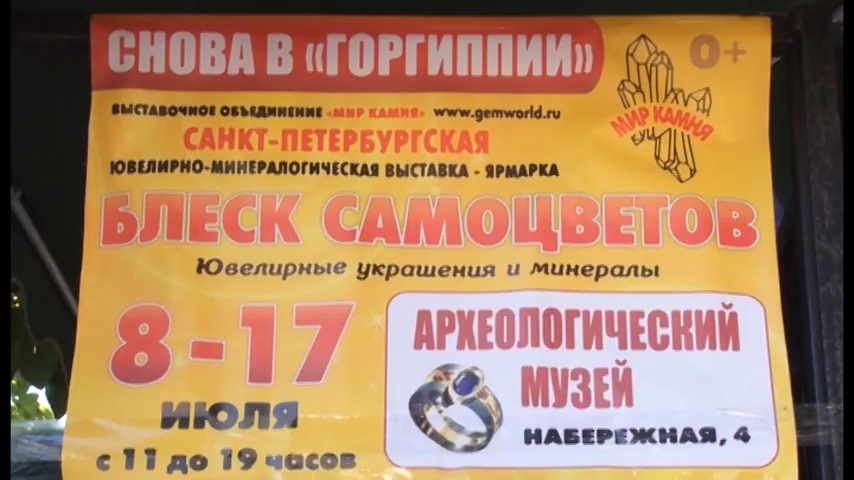 СНОВА В «ГОРГИППИИ»
0+
ВЫСТАВОЧНОЕ ОБЪЕДИНЕНИЕ «МИР КАМНЯ» www.gemworld.ru
МИР КАМНЯ
САНКТ-ПЕТЕРБУРГСКАЯ
ЮВЕЛИРНО-МИНЕРАЛОГИЧЕСКАЯ ВЫСТАВКА - ЯРМАРКА
БЛЕСК САМОЦВЕТОВ
Ювелирные украшения и минералы
8-17
ИЮЛЯ
с 11 до 19 часов
АРХЕОЛОГИЧЕСКИЙ
МУЗЕЙ
НАБЕРЕЖНАЯ, 4